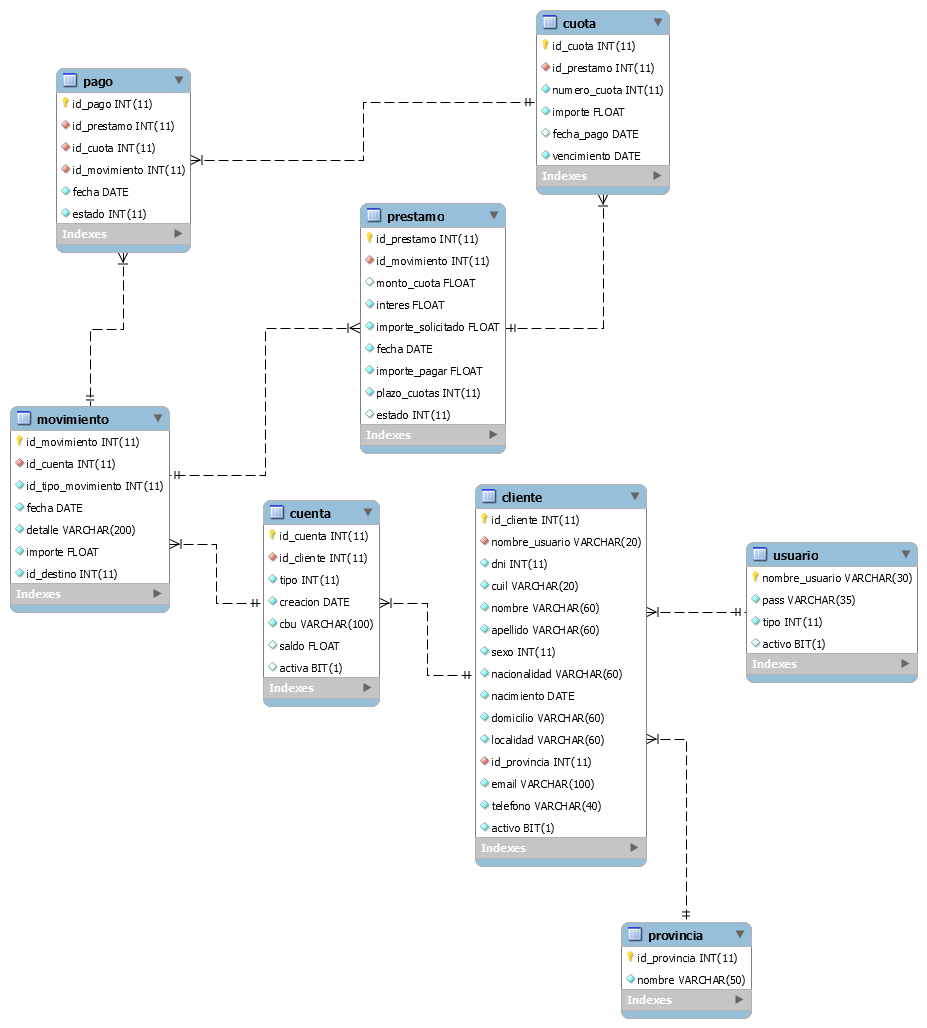 cuota
id_cuota INT(11)
id_prestamo INT(11)
numero_cuota INT(11)
importe FLOAT
fecha_pago DATE
vencimiento DATE
Indexes
pago
id_pago INT(11)
id_prestamo INT(11)
id_cuota INT(11)
id_movimiento INT(11)
fecha DATE
estado INT(11)
Indexes
prestamo
id_prestamo INT(11)
id_movimiento INT(11)
monto_cuota FLOAT
interes FLOAT
importe_solicitado FLOAT
fecha DATE
importe_pagar FLOAT
plazo_cuotas INT(11)
estado INT(11)
Indexes
movimiento
id_movimiento INT(11)
id_cuenta INT(11)
id_tipo_movimiento INT(11)
fecha DATE
detalle VARCHAR(200)
importe FLOAT
id_destino INT(11)
Indexes
cuenta
id_cuenta INT(11)
id_cliente INT(11)
tipo INT(11)
creacion DATE
cbu VARCHAR(100)
saldo FLOAT
activa BIT(1)
Indexes
cliente
id_cliente INT(11)
nombre_usuario VARCHAR(20)
dni INT(11)
cuil VARCHAR(20)
nombre VARCHAR(60)
apellido VARCHAR(60)
sexo INT(11)
nacionalidad VARCHAR(60)
nacimiento DATE
domicilio VARCHAR(60)
localidad VARCHAR(60)
id_provincia INT(11)
email VARCHAR(100)
telefono VARCHAR(40)
activo BIT(1)
Indexes
usuario
nombre_usuario VARCHAR(30)
pass VARCHAR(35)
tipo INT(11)
activo BIT(1)
Indexes
provincia
id_provincia INT(11)
nombre VARCHAR(50)
Indexes